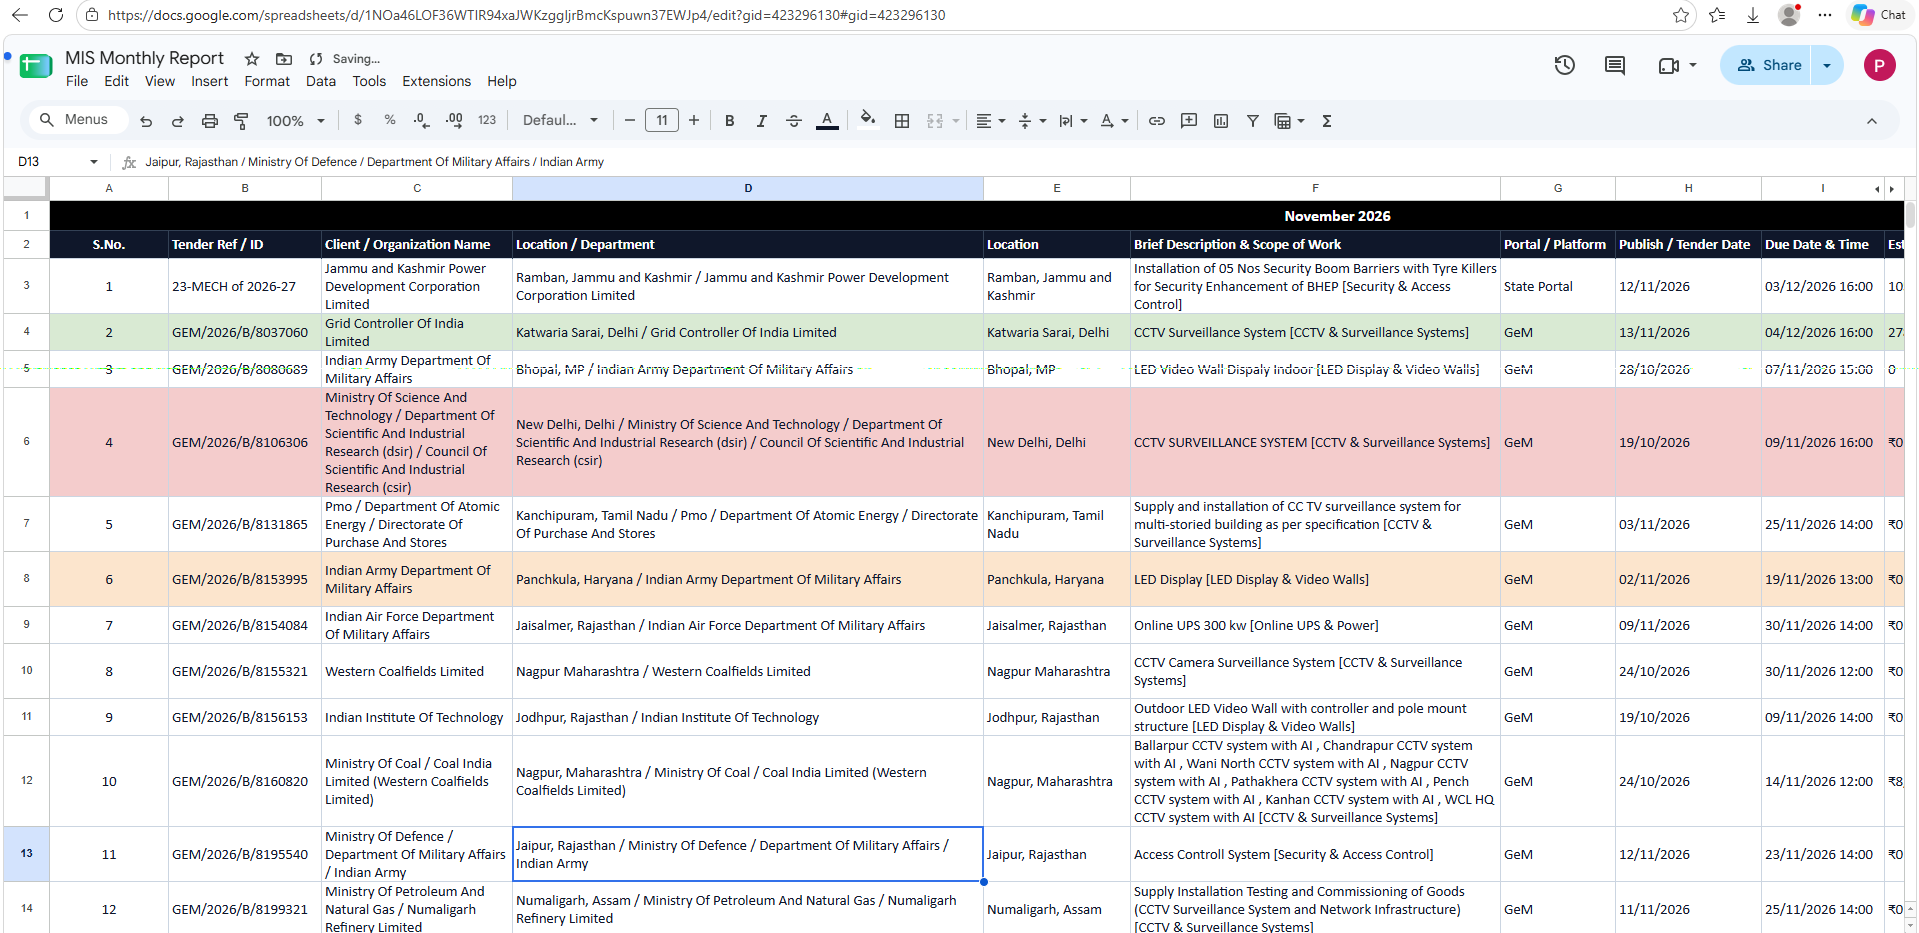 https://docs.google.com/spreadsheets/d/1NOa46LOF36WTIR94xaJWKzggIjrBmcKspuwn37EWJp4/edit?gid=423296130#gid=423296130
Chat
MIS Monthly Report Saving...
File Edit View Insert Format Data Tools Extensions Help
Share P
Menus 100% $ % .0 .00 123 Defaul... 11 B I S A
D13 fx Jaipur, Rajasthan / Ministry Of Defence / Department Of Military Affairs / Indian Army
A B C D E F G H I
1 November 2026
2 S.No. Tender Ref / ID Client / Organization Name Location / Department Location Brief Description & Scope of Work Portal / Platform Publish / Tender Date Due Date & Time Est
3 1 23-MECH of 2026-27 Jammu and Kashmir Power Development Corporation Limited Ramban, Jammu and Kashmir / Jammu and Kashmir Power Development Corporation Limited Ramban, Jammu and Kashmir Installation of 05 Nos Security Boom Barriers with Tyre Killers for Security Enhancement of BHEP [Security & Access Control] State Portal 12/11/2026 03/12/2026 16:00 10
4 2 GEM/2026/B/8037060 Grid Controller Of India Limited Katwaria Sarai, Delhi / Grid Controller Of India Limited Katwaria Sarai, Delhi CCTV Surveillance System [CCTV & Surveillance Systems] GeM 13/11/2026 04/12/2026 16:00 27
5 3 GEM/2026/B/8080689 Indian Army Department Of Military Affairs Bhopal, MP / Indian Army Department Of Military Affairs Bhopal, MP LED Video Wall Dispaly Indoor [LED Display & Video Walls] GeM 28/10/2026 07/11/2026 15:00 0
6 4 GEM/2026/B/8106306 Ministry Of Science And Technology / Department Of Scientific And Industrial Research (dsir) / Council Of Scientific And Industrial Research (csir) New Delhi, Delhi / Ministry Of Science And Technology / Department Of Scientific And Industrial Research (dsir) / Council Of Scientific And Industrial Research (csir) New Delhi, Delhi CCTV SURVEILLANCE SYSTEM [CCTV & Surveillance Systems] GeM 19/10/2026 09/11/2026 16:00 ₹0
7 5 GEM/2026/B/8131865 Pmo / Department Of Atomic Energy / Directorate Of Purchase And Stores Kanchipuram, Tamil Nadu / Pmo / Department Of Atomic Energy / Directorate Of Purchase And Stores Kanchipuram, Tamil Nadu Supply and installation of CC TV surveillance system for multi-storied building as per specification [CCTV & Surveillance Systems] GeM 03/11/2026 25/11/2026 14:00 ₹0
8 6 GEM/2026/B/8153995 Indian Army Department Of Military Affairs Panchkula, Haryana / Indian Army Department Of Military Affairs Panchkula, Haryana LED Display [LED Display & Video Walls] GeM 02/11/2026 19/11/2026 13:00 ₹0
9 7 GEM/2026/B/8154084 Indian Air Force Department Of Military Affairs Jaisalmer, Rajasthan / Indian Air Force Department Of Military Affairs Jaisalmer, Rajasthan Online UPS 300 kw [Online UPS & Power] GeM 09/11/2026 30/11/2026 14:00 ₹0
10 8 GEM/2026/B/8155321 Western Coalfields Limited Nagpur Maharashtra / Western Coalfields Limited Nagpur Maharashtra CCTV Camera Surveillance System [CCTV & Surveillance Systems] GeM 24/10/2026 30/11/2026 12:00 ₹0
11 9 GEM/2026/B/8156153 Indian Institute Of Technology Jodhpur, Rajasthan / Indian Institute Of Technology Jodhpur, Rajasthan Outdoor LED Video Wall with controller and pole mount structure [LED Display & Video Walls] GeM 19/10/2026 09/11/2026 14:00 ₹0
12 10 GEM/2026/B/8160820 Ministry Of Coal / Coal India Limited (Western Coalfields Limited) Nagpur, Maharashtra / Ministry Of Coal / Coal India Limited (Western Coalfields Limited) Nagpur, Maharashtra Ballarpur CCTV system with AI , Chandrapur CCTV system with AI , Wani North CCTV system with AI , Nagpur CCTV system with AI , Pathakhera CCTV system with AI , Pench CCTV system with AI , Kanhan CCTV system with AI , WCL HQ CCTV system with AI [CCTV & Surveillance Systems] GeM 24/10/2026 14/11/2026 12:00 ₹8
13 11 GEM/2026/B/8195540 Ministry Of Defence / Department Of Military Affairs / Indian Army Jaipur, Rajasthan / Ministry Of Defence / Department Of Military Affairs / Indian Army Jaipur, Rajasthan Access Controll System [Security & Access Control] GeM 12/11/2026 23/11/2026 14:00 ₹0
14 12 GEM/2026/B/8199321 Ministry Of Petroleum And Natural Gas / Numaligarh Refinery Limited Numaligarh, Assam / Ministry Of Petroleum And Natural Gas / Numaligarh Refinery Limited Numaligarh, Assam Supply Installation Testing and Commissioning of Goods (CCTV Surveillance System and Network Infrastructure) [CCTV & Surveillance Systems] GeM 11/11/2026 25/11/2026 14:00 ₹0